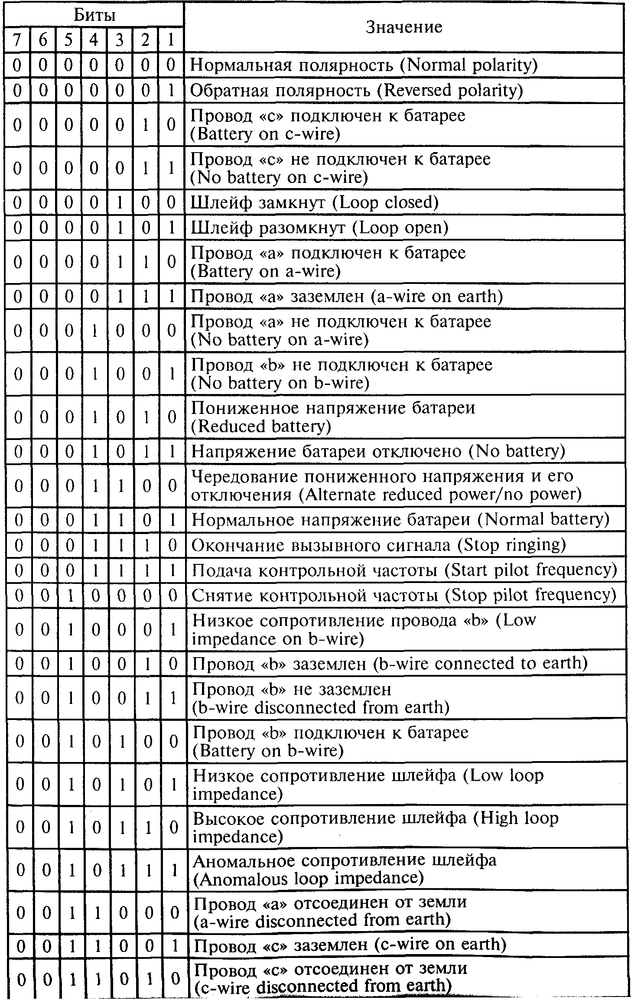 Биты
Значение
7 6 5 4 3 2 1
0 0 0 0 0 0 0 Нормальная полярность (Normal polarity)
0 0 0 0 0 0 1 Обратная полярность (Reversed polarity)
0 0 0 0 0 1 0 Провод «c» подключен к батарее
(Battery on c-wire)
0 0 0 0 0 1 1 Провод «c» не подключен к батарее
(No battery on c-wire)
0 0 0 0 1 0 0 Шлейф замкнут (Loop closed)
0 0 0 0 1 0 1 Шлейф разомкнут (Loop open)
0 0 0 0 1 1 0 Провод «a» подключен к батарее
(Battery on a-wire)
0 0 0 0 1 1 1 Провод «a» заземлен (a-wire on earth)
0 0 0 1 0 0 0 Провод «a» не подключен к батарее
(No battery on a-wire)
0 0 0 1 0 0 1 Провод «b» не подключен к батарее
(No battery on b-wire)
0 0 0 1 0 1 0 Пониженное напряжение батареи
(Reduced battery)
0 0 0 1 0 1 1 Напряжение батареи отключено (No battery)
0 0 0 1 1 0 0 Чередование пониженного напряжения и его
отключения (Alternate reduced power/no power)
0 0 0 1 1 0 1 Нормальное напряжение батареи (Normal battery)
0 0 0 1 1 1 0 Окончание вызывного сигнала (Stop ringing)
0 0 0 1 1 1 1 Подача контрольной частоты (Start pilot frequency)
0 0 1 0 0 0 0 Снятие контрольной частоты (Stop pilot frequency)
0 0 1 0 0 0 1 Низкое сопротивление провода «b» (Low
impedance on b-wire)
0 0 1 0 0 1 0 Провод «b» заземлен (b-wire connected to earth)
0 0 1 0 0 1 1 Провод «b» не заземлен
(b-wire disconnected from earth)
0 0 1 0 1 0 0 Провод «b» подключен к батарее
(Battery on b-wire)
0 0 1 0 1 0 1 Низкое сопротивление шлейфа (Low loop
impedance)
0 0 1 0 1 1 0 Высокое сопротивление шлейфа (High loop
impedance)
0 0 1 0 1 1 1 Аномальное сопротивление шлейфа
(Anomalous loop impedance)
0 0 1 1 0 0 0 Провод «a» отсоединен от земли
(a-wire disconnected from earth)
0 0 1 1 0 0 1 Провод «c» заземлен (c-wire on earth)
0 0 1 1 0 1 0 Провод «c» отсоединен от земли
(c-wire disconnected from earth)